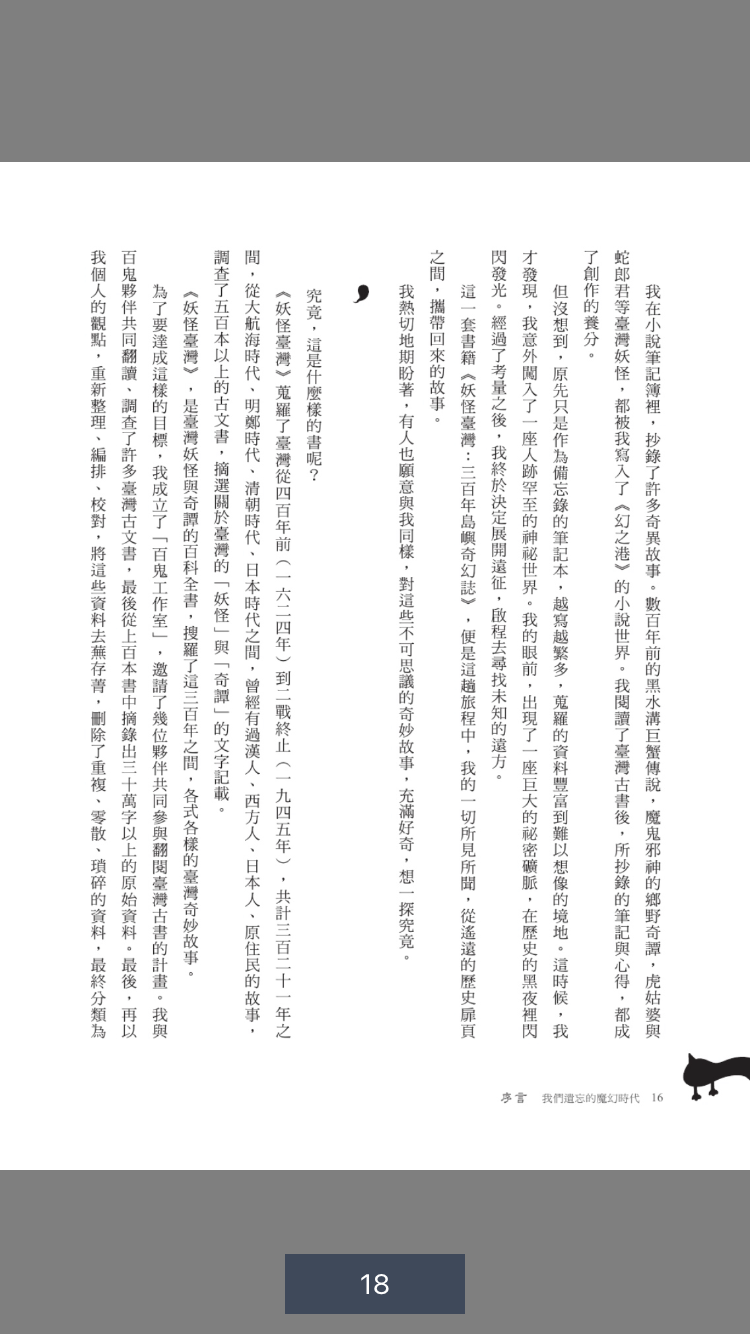 我在小說筆記簿裡，抄錄了許多奇異故事。數百年前的黑水溝巨蟹傳說，魔鬼邪神的鄉野奇譚，虎姑婆與
蛇郎君等臺灣妖怪，都被我寫入了《幻之港》的小說世界。我閱讀了臺灣古書後，所抄錄的筆記與心得，都成
了創作的養分。
但沒想到，原先只是作為備忘錄的筆記本，越寫越繁多，蒐羅的資料豐富到難以想像的境地。這時候，我
才發現，我意外闖入了一座人跡罕至的神祕世界。我的眼前，出現了一座巨大的祕密礦脈，在歷史的黑夜裡閃
閃發光。經過了考量之後，我終於決定展開遠征，啟程去尋找未知的遠方。
這一套書籍《妖怪臺灣：三百年島嶼奇幻誌》，便是這趟旅程中，我的一切所見所聞，從遙遠的歷史扉頁
之間，攜帶回來的故事。
我熱切地期盼著，有人也願意與我同樣，對這些不可思議的奇妙故事，充滿好奇，想一探究竟。
究竟，這是什麼樣的書呢？
《妖怪臺灣》蒐羅了臺灣從四百年前（一六二四年）到二戰終止（一九四五年），共計三百二十一年之
間，從大航海時代、明鄭時代、清朝時代、日本時代之間，曾經有過漢人、西方人、日本人、原住民的故事，
調查了五百本以上的古文書，摘選關於臺灣的「妖怪」與「奇譚」的文字記載。
《妖怪臺灣》，是臺灣妖怪與奇譚的百科全書，搜羅了這三百年之間，各式各樣的臺灣奇妙故事。
為了要達成這樣的目標，我成立了「百鬼工作室」，邀請了幾位夥伴共同參與翻閱臺灣古書的計畫。我與
百鬼夥伴共同翻讀、調查了許多臺灣古文書，最後從上百本書中摘錄出三十萬字以上的原始資料。最後，再以
我個人的觀點，重新整理、編排、校對，將這些資料去蕪存菁，刪除了重複、零散、瑣碎的資料，最終分類為
序言 我們遺忘的魔幻時代 16
18